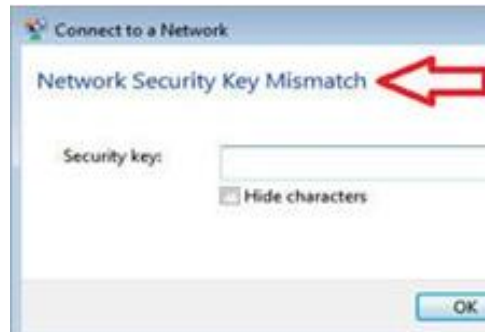 Connect to a Network
Network Security Key Mismatch
Security key:
Hide characters
OK